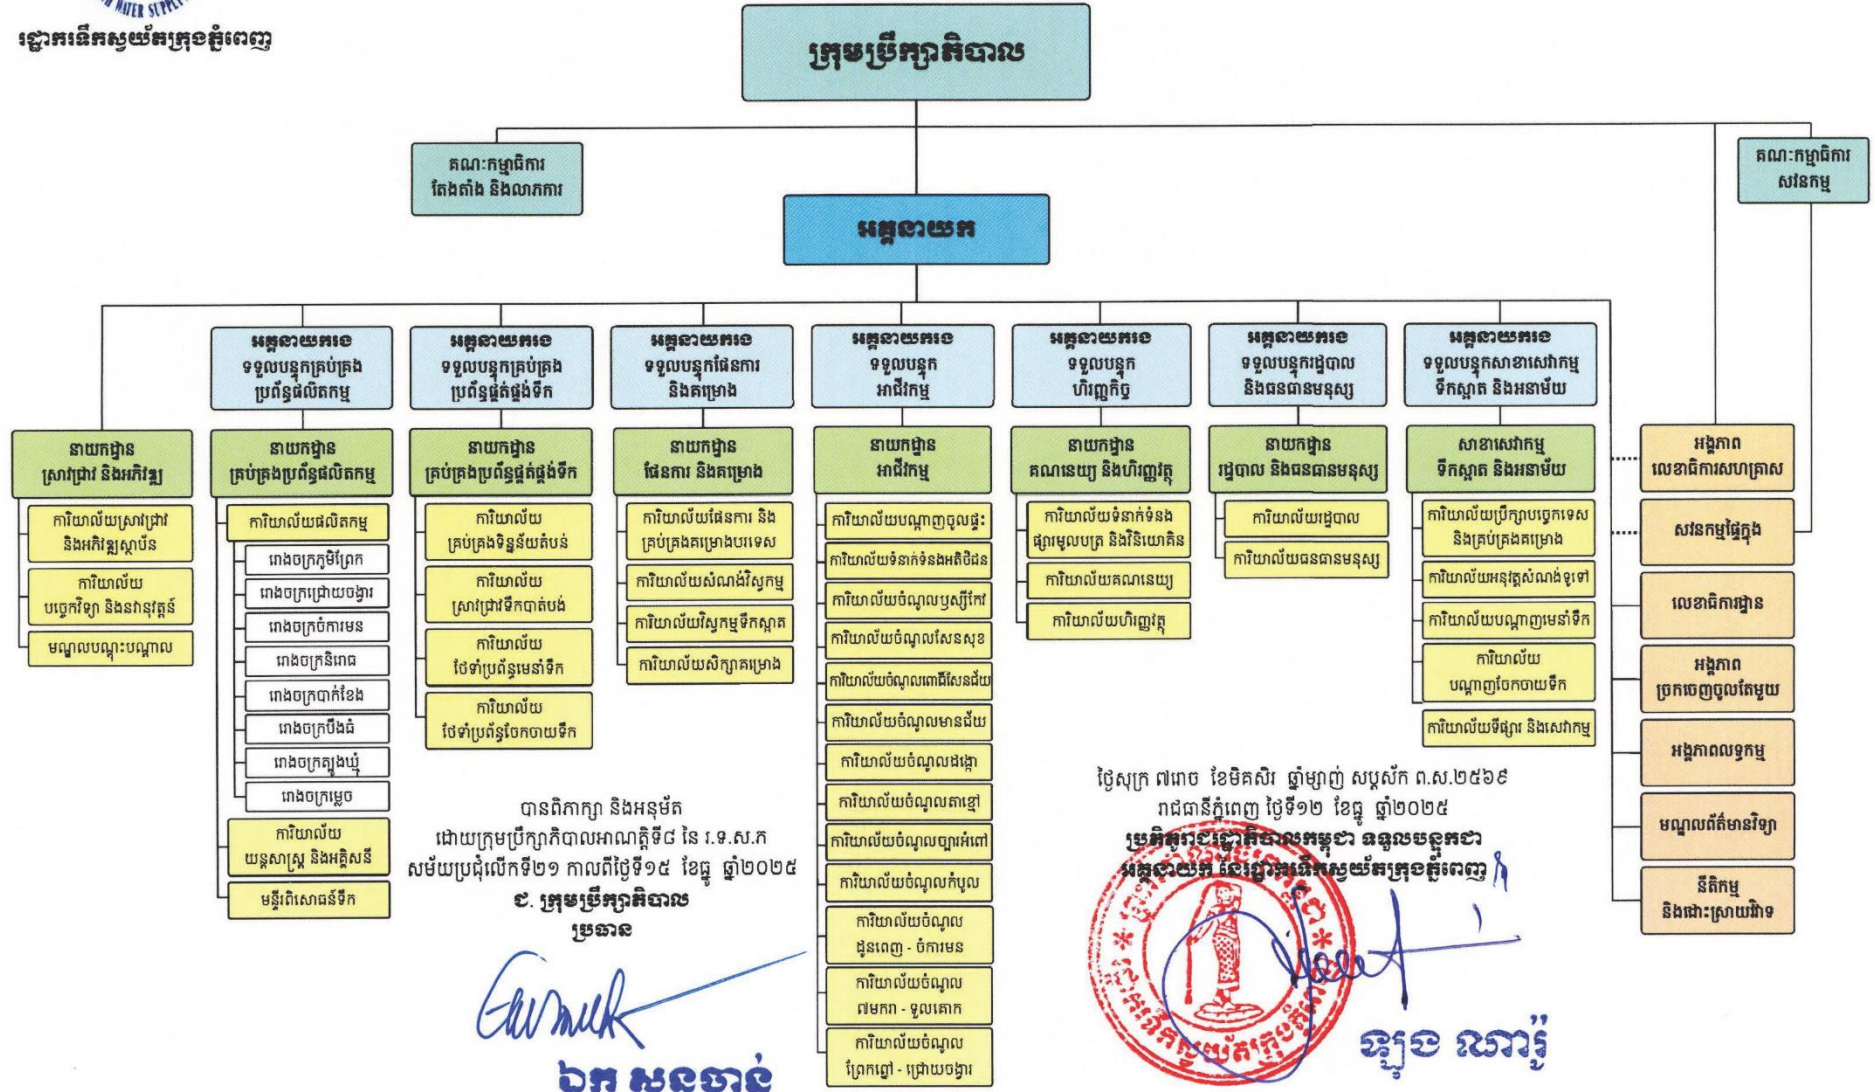 WATER SUPPLY
រដ្ឋាករទឹកស្វយ័តក្រុងភ្នំពេញ
ក្រុមប្រឹក្សាភិបាល
គណៈកម្មាធិការ
តែងតាំង និងលាភការ
គណៈកម្មាធិការ
សវនកម្ម
អគ្គនាយក
អគ្គនាយករង
ទទួលបន្ទុកគ្រប់គ្រង
ប្រព័ន្ធផលិតកម្ម
អគ្គនាយករង
ទទួលបន្ទុកគ្រប់គ្រង
ប្រព័ន្ធផ្គត់ផ្គង់ទឹក
អគ្គនាយករង
ទទួលបន្ទុកផែនការ
និងគម្រោង
អគ្គនាយករង
ទទួលបន្ទុក
អាជីវកម្ម
អគ្គនាយករង
ទទួលបន្ទុក
ហិរញ្ញកិច្ច
អគ្គនាយករង
ទទួលបន្ទុករដ្ឋបាល
និងធនធានមនុស្ស
អគ្គនាយករង
ទទួលបន្ទុកសាខាសេវាកម្ម
ទឹកស្អាត និងអនាម័យ
នាយកដ្ឋាន
ស្រាវជ្រាវ និងអភិវឌ្ឍ
ការិយាល័យស្រាវជ្រាវ
និងអភិវឌ្ឍស្ថាប័ន
ការិយាល័យ
បច្ចេកវិទ្យា និងនវានុវត្តន៍
មណ្ឌលបណ្តុះបណ្តាល
នាយកដ្ឋាន
គ្រប់គ្រងប្រព័ន្ធផលិតកម្ម
ការិយាល័យផលិតកម្ម
រោងចក្រភូមិព្រែក
រោងចក្រជ្រោយចង្វារ
រោងចក្រចំការមន
រោងចក្រនិរោធ
រោងចក្របាក់ខែង
រោងចក្របឹងធំ
រោងចក្រត្បូងឃ្មុំ
រោងចក្រម្លេច
ការិយាល័យ
យន្តសាស្ត្រ និងអគ្គិសនី
មន្ទីរពិសោធន៍ទឹក
នាយកដ្ឋាន
គ្រប់គ្រងប្រព័ន្ធផ្គត់ផ្គង់ទឹក
ការិយាល័យ
គ្រប់គ្រងទិន្នន័យតំបន់
ការិយាល័យ
ស្រាវជ្រាវទឹកបាត់បង់
ការិយាល័យ
ថែទាំប្រព័ន្ធមេនាំទឹក
ការិយាល័យ
ថែទាំប្រព័ន្ធចែកចាយទឹក
នាយកដ្ឋាន
ផែនការ និងគម្រោង
ការិយាល័យផែនការ និង
គ្រប់គ្រងគម្រោងបរទេស
ការិយាល័យសំណង់វិស្វកម្ម
ការិយាល័យវិស្វកម្មទឹកស្អាត
ការិយាល័យសិក្សាគម្រោង
នាយកដ្ឋាន
អាជីវកម្ម
ការិយាល័យបណ្តាញចូលផ្ទះ
ការិយាល័យទំនាក់ទំនងអតិថិជន
ការិយាល័យចំណូលឫស្សីកែវ
ការិយាល័យចំណូលសែនសុខ
ការិយាល័យចំណូលពោធិ៍សែនជ័យ
ការិយាល័យចំណូលមានជ័យ
ការិយាល័យចំណូលដង្កោ
ការិយាល័យចំណូលតាខ្មៅ
ការិយាល័យចំណូលច្បារអំពៅ
ការិយាល័យចំណូលកំបូល
ការិយាល័យចំណូល
ដូនពេញ - ចំការមន
ការិយាល័យចំណូល
៧មករា - ទួលគោក
ការិយាល័យចំណូល
ព្រែកព្នៅ - ជ្រោយចង្វារ
នាយកដ្ឋាន
គណនេយ្យ និងហិរញ្ញវត្ថុ
ការិយាល័យទំនាក់ទំនង
ផ្សារមូលបត្រ និងវិនិយោគិន
ការិយាល័យគណនេយ្យ
ការិយាល័យហិរញ្ញវត្ថុ
នាយកដ្ឋាន
រដ្ឋបាល និងធនធានមនុស្ស
ការិយាល័យរដ្ឋបាល
ការិយាល័យធនធានមនុស្ស
សាខាសេវាកម្ម
ទឹកស្អាត និងអនាម័យ
ការិយាល័យប្រឹក្សាបច្ចេកទេស
និងគ្រប់គ្រងគម្រោង
ការិយាល័យអនុវត្តសំណង់ទូទៅ
ការិយាល័យបណ្តាញមេនាំទឹក
ការិយាល័យ
បណ្តាញចែកចាយទឹក
ការិយាល័យទីផ្សារ និងសេវាកម្ម
អង្គភាព
លេខាធិការសហគ្រាស
សវនកម្មផ្ទៃក្នុង
លេខាធិការដ្ឋាន
អង្គភាព
ច្រកចេញចូលតែមួយ
អង្គភាពលទ្ធកម្ម
មណ្ឌលព័ត៌មានវិទ្យា
នីតិកម្ម
និងដោះស្រាយវិវាទ
បានពិភាក្សា និងអនុម័ត
ដោយក្រុមប្រឹក្សាភិបាលអាណត្តិទី៨ នៃ រ.ទ.ស.ភ
សម័យប្រជុំលើកទី២១ កាលពីថ្ងៃទី១៥ ខែធ្នូ ឆ្នាំ២០២៥
ជ. ក្រុមប្រឹក្សាភិបាល
ប្រធាន
ឯក សុនចាន់
ថ្ងៃសុក្រ ៧រោច ខែមិគសិរ ឆ្នាំម្សាញ់ សប្តស័ក ព.ស.២៥៦៩
រាជធានីភ្នំពេញ ថ្ងៃទី១២ ខែធ្នូ ឆ្នាំ២០២៥
ប្រតិភូរាជរដ្ឋាភិបាលកម្ពុជា ទទួលបន្ទុកជា
អគ្គនាយក នៃរដ្ឋាករទឹកស្វយ័តក្រុងភ្នំពេញ
ឡុង ណារ៉ូ